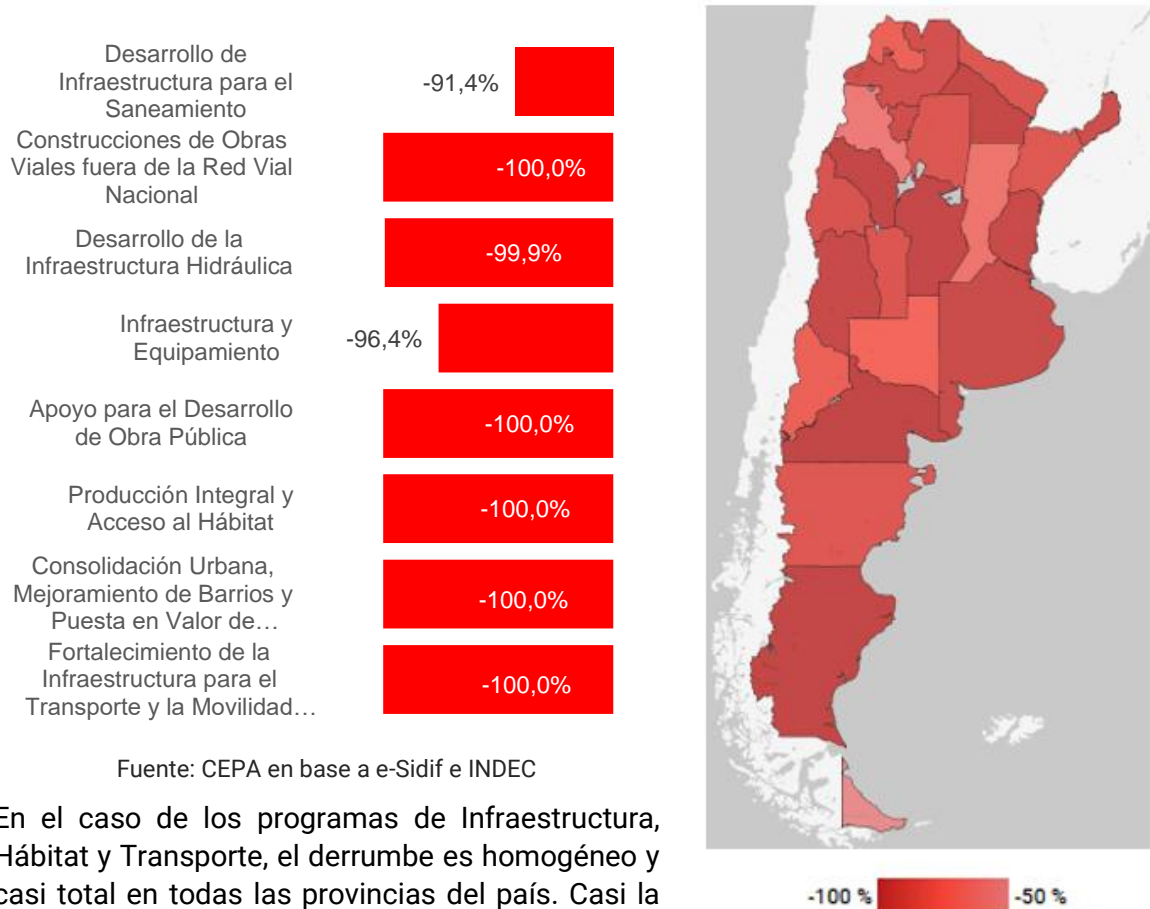 Desarrollo de
Infraestructura para el
Saneamiento
-91,4%
Construcciones de Obras
Viales fuera de la Red Vial
Nacional
-100,0%
Desarrollo de la
Infraestructura Hidráulica
-99,9%
Infraestructura y
Equipamiento
-96,4%
Apoyo para el Desarrollo
de Obra Pública
-100,0%
Producción Integral y
Acceso al Hábitat
-100,0%
Consolidación Urbana,
Mejoramiento de Barrios y
Puesta en Valor de…
-100,0%
Fortalecimiento de la
Infraestructura para el
Transporte y la Movilidad…
-100,0%
Fuente: CEPA en base a e-Sidif e INDEC
En el caso de los programas de Infraestructura,
Hábitat y Transporte, el derrumbe es homogéneo y
casi total en todas las provincias del país. Casi la
-100 % -50 %